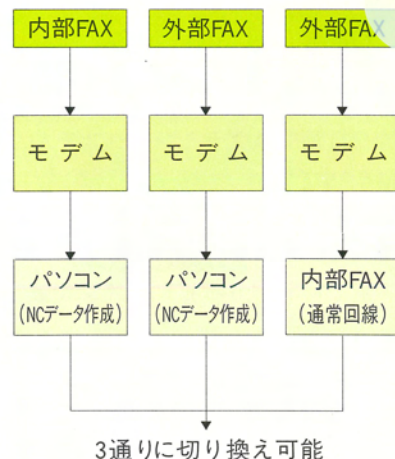 内部FAX
外部FAX
外部FAX
モデム
モデム
モデム
パソコン
(NCデータ作成)
パソコン
(NCデータ作成)
内部FAX
(通常回線)
3通りに切り換え可能